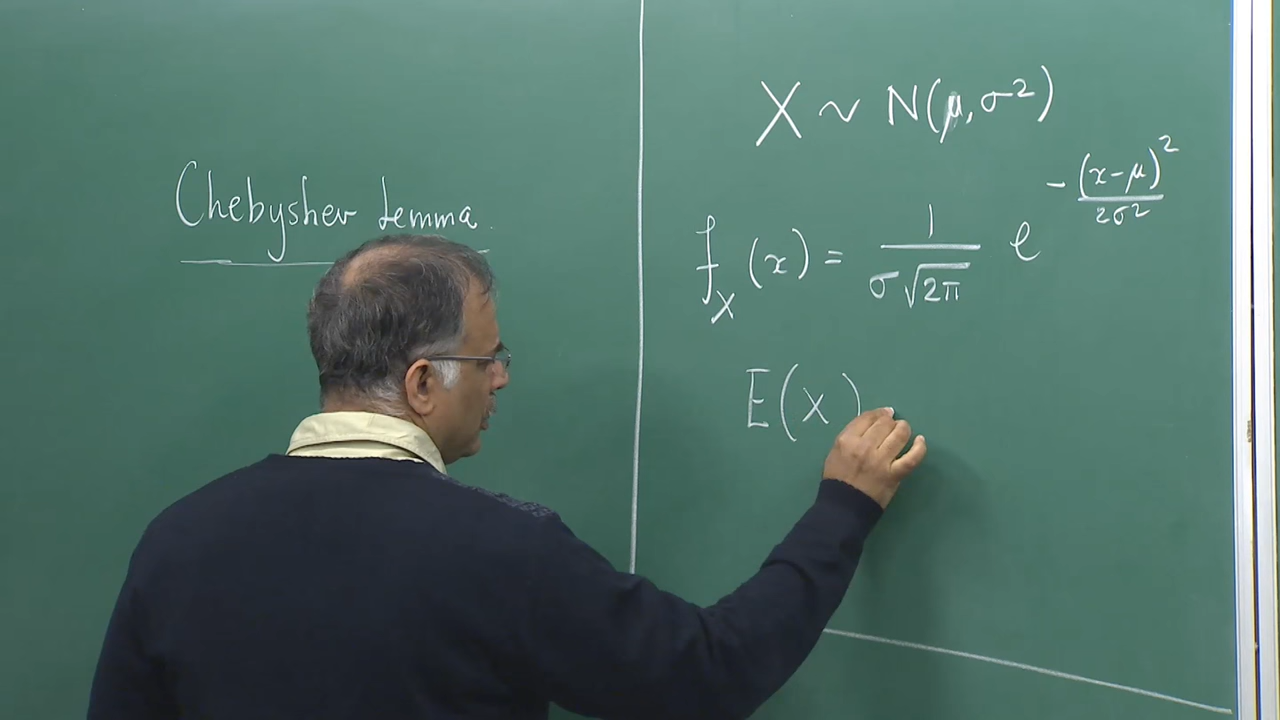 Chebyshev Lemma.
X ~ N(μ, σ²)
f_X (x) = 1/(σ√2π) e^(-(x-μ)²/2σ²)
E(X)